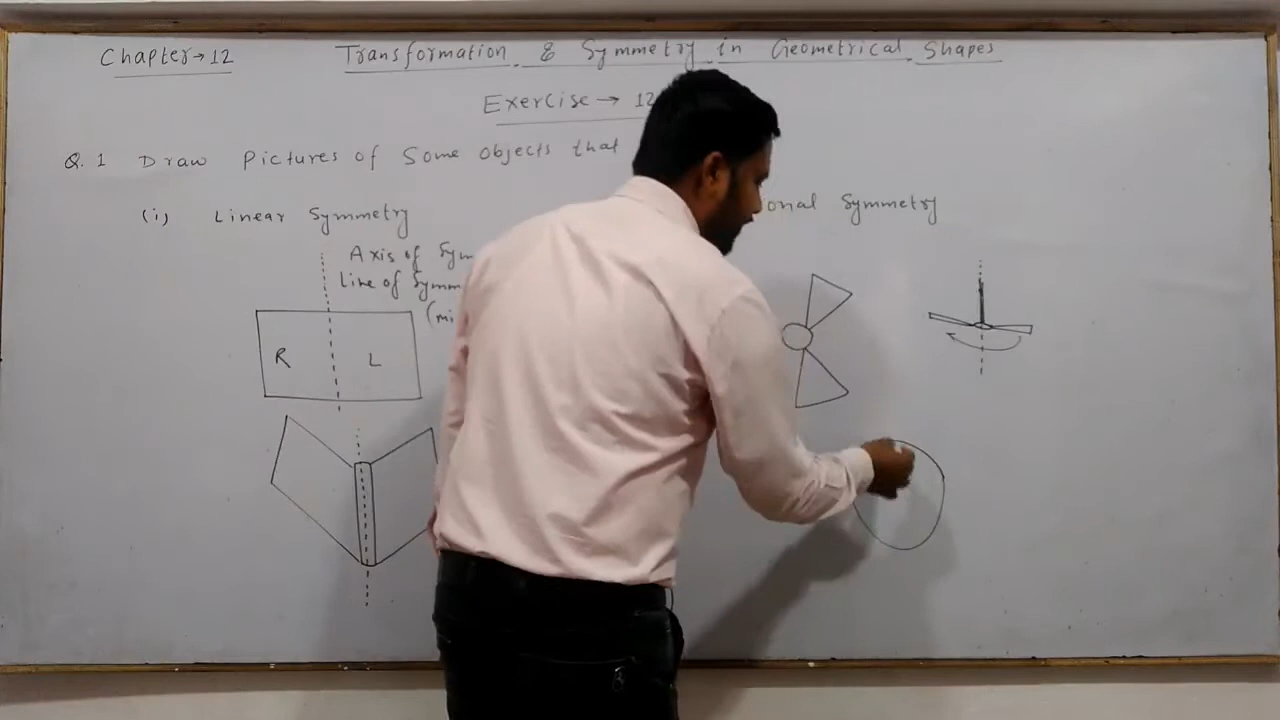 Chapter→12 Transformation & Symmetry in Geometrical Shapes
Exercise → 12
Q.1 Draw Pictures of Some Objects that
(i) Linear Symmetry
onal Symmetry
Axis of Sym
Line of Symm
(mi
R L